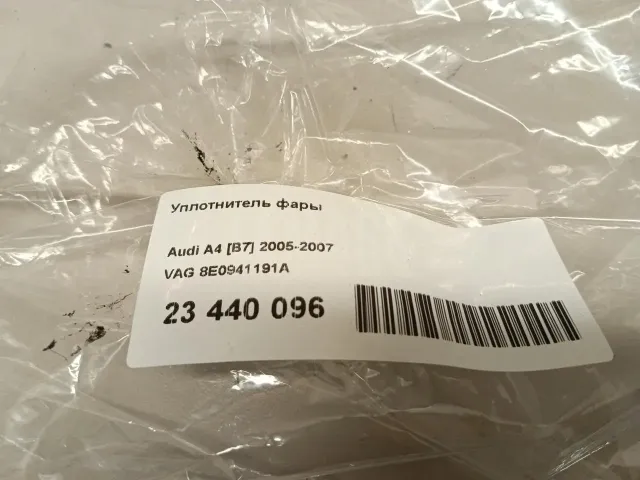 Уплотнитель фары
Audi A4 [B7] 2005-2007
VAG 8E0941191A
23 440 096